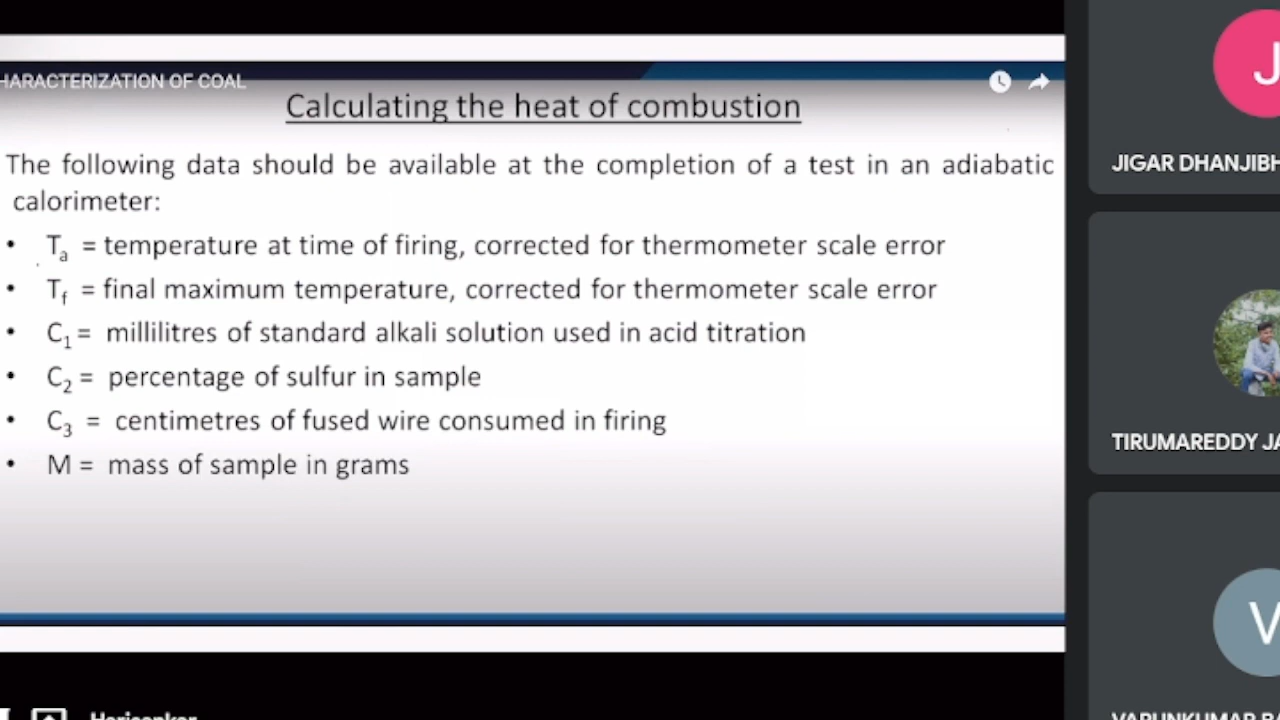 HARACTERIZATION OF COAL
Calculating the heat of combustion
The following data should be available at the completion of a test in an adiabatic
calorimeter:
• Ta = temperature at time of firing, corrected for thermometer scale error
• Tf = final maximum temperature, corrected for thermometer scale error
• C1 = millilitres of standard alkali solution used in acid titration
• C2 = percentage of sulfur in sample
• C3 = centimetres of fused wire consumed in firing
• M = mass of sample in grams
J
JIGAR DHANJIBH
TIRUMAREDDY JA
V